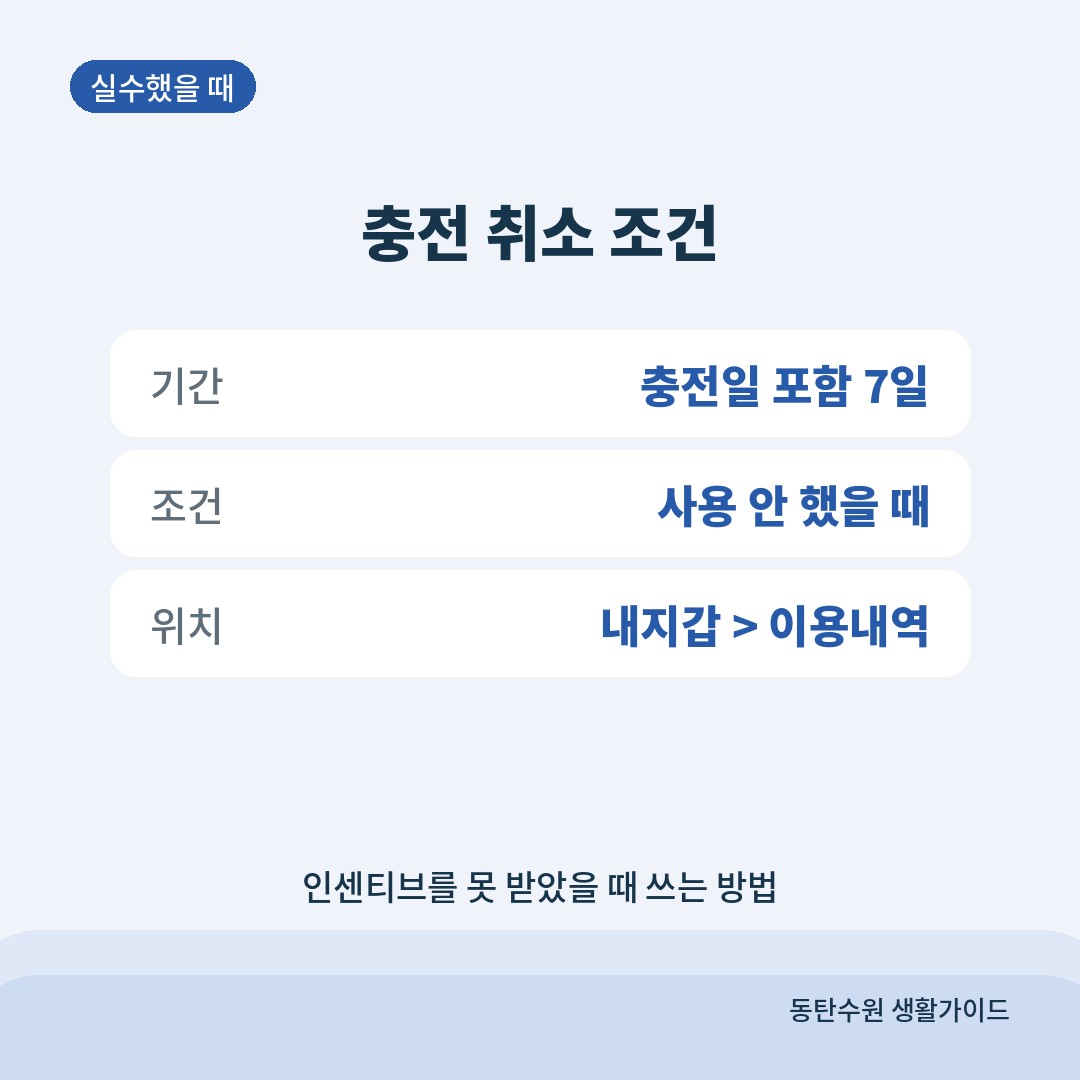 실수했을 때
충전 취소 조건
기간 충전일 포함 7일
조건 사용 안 했을 때
위치 내지갑 > 이용내역
인센티브를 못 받았을 때 쓰는 방법
동탄수원 생활가이드